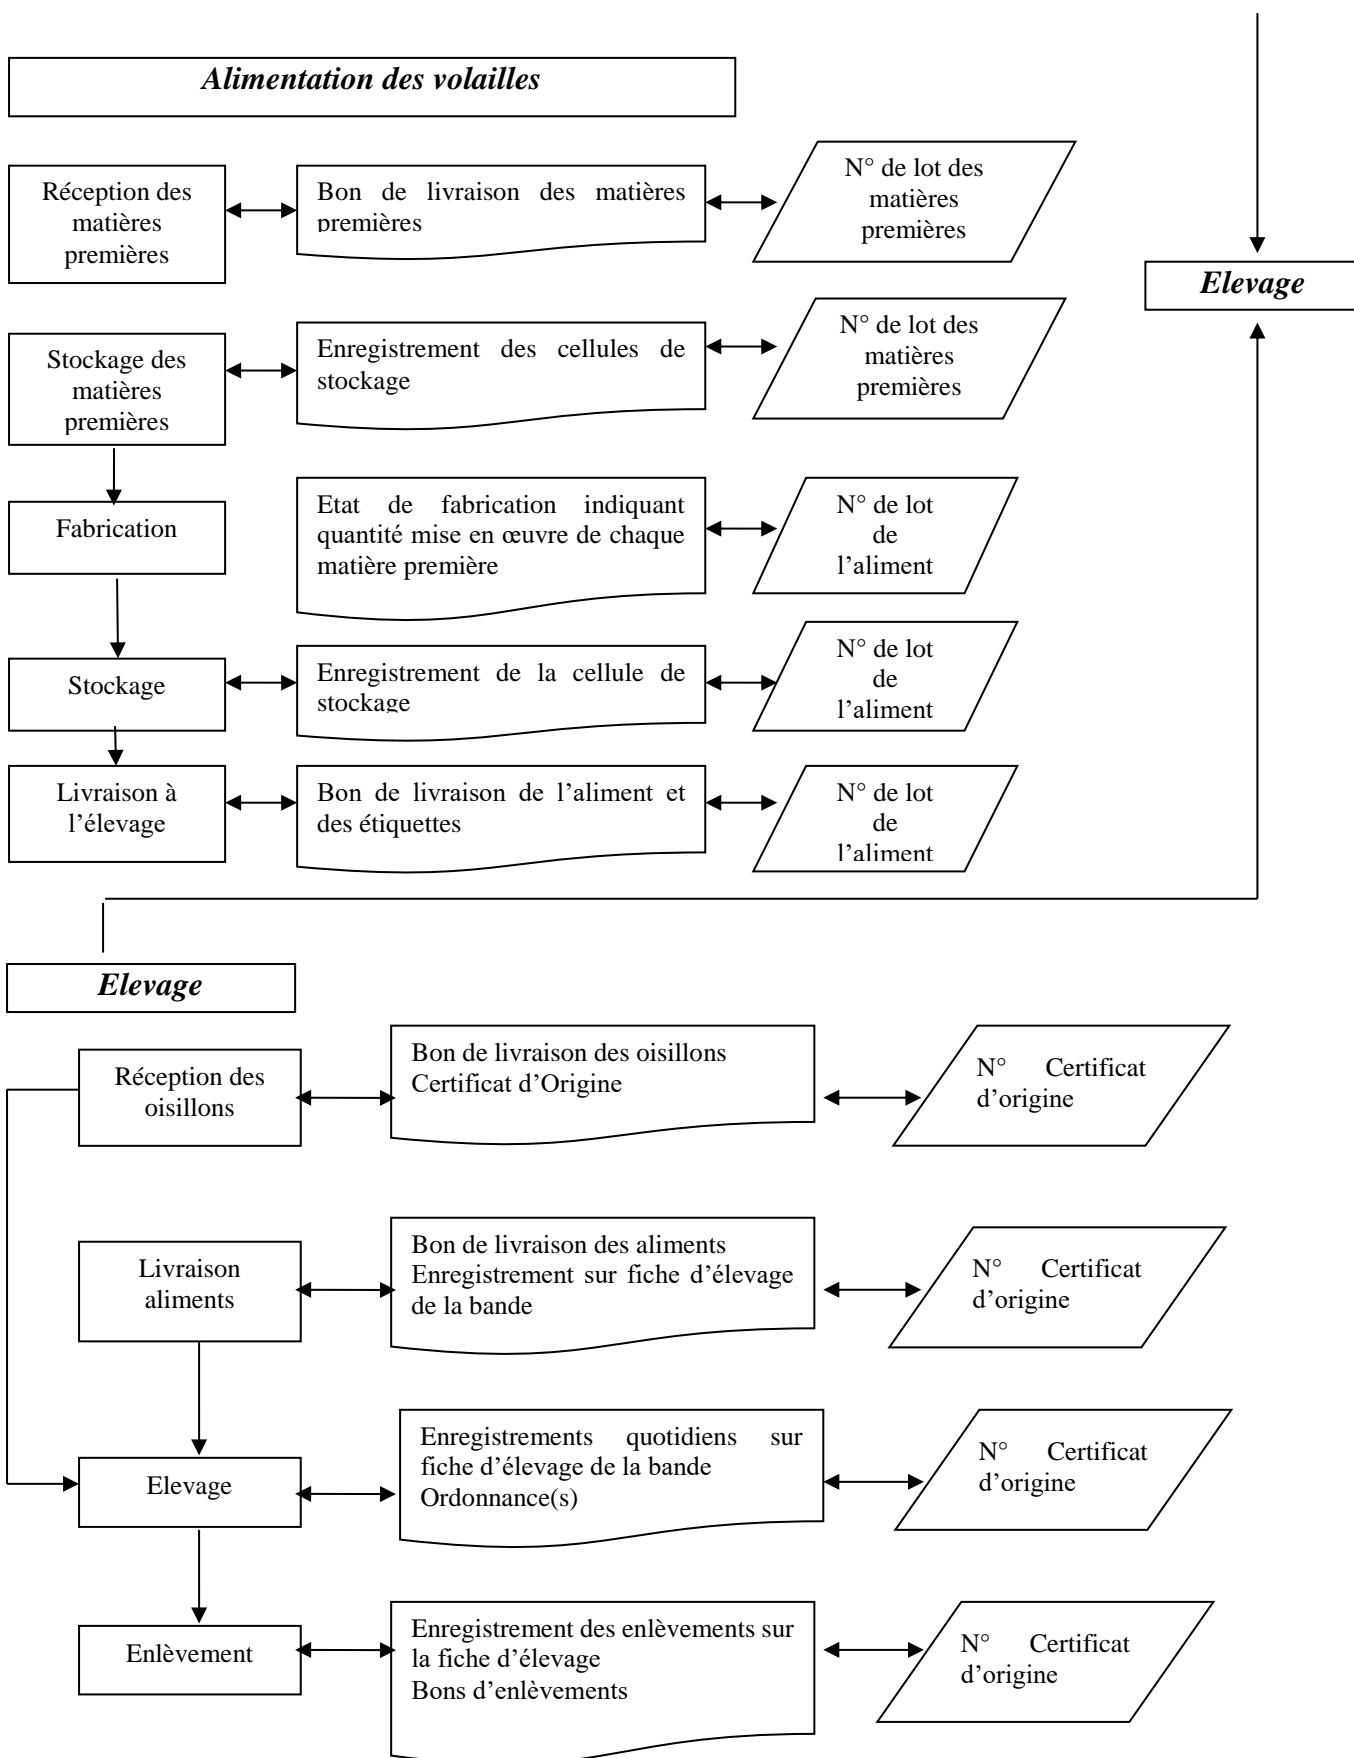 Alimentation des volailles
Réception des
matières
premières
Bon de livraison des matières
premières
N° de lot des
matières
premières
Elevage
Stockage des
matières
premières
Enregistrement des cellules de
stockage
N° de lot des
matières
premières
Fabrication
Etat de fabrication indiquant
quantité mise en œuvre de chaque
matière première
N° de lot
de
l’aliment
Stockage
Enregistrement de la cellule de
stockage
N° de lot
de
l’aliment
Livraison à
l’élevage
Bon de livraison de l’aliment et
des étiquettes
N° de lot
de
l’aliment
Elevage
Réception des
oisillons
Bon de livraison des oisillons
Certificat d’Origine
N° Certificat
d’origine
Livraison
aliments
Bon de livraison des aliments
Enregistrement sur fiche d’élevage
de la bande
N° Certificat
d’origine
Elevage
Enregistrements quotidiens sur
fiche d’élevage de la bande
Ordonnance(s)
N° Certificat
d’origine
Enlèvement
Enregistrement des enlèvements sur
la fiche d’élevage
Bons d’enlèvements
N° Certificat
d’origine